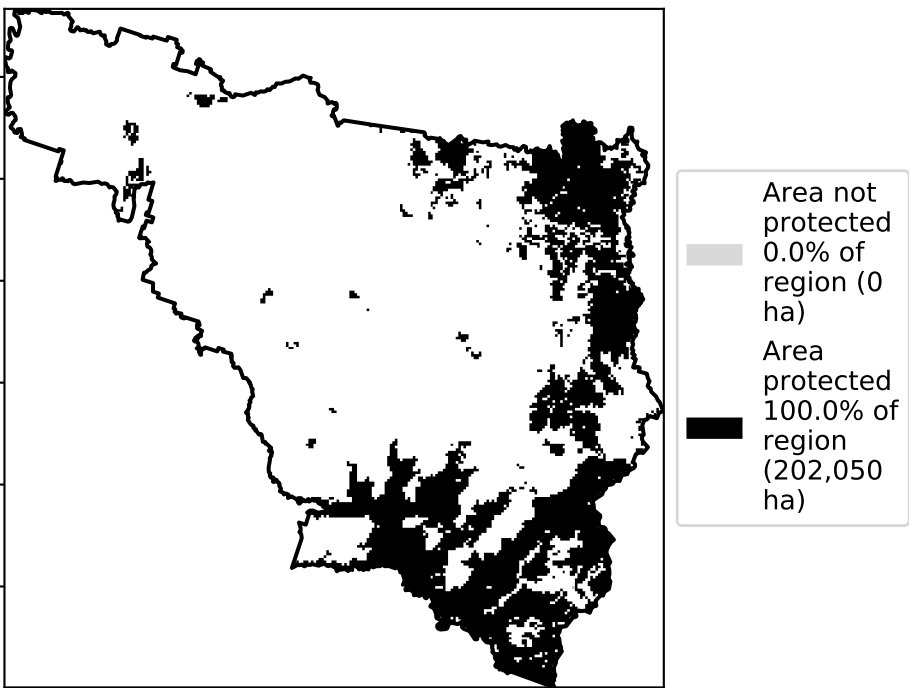 Area not
protected
0.0% of
region (0
ha)
Area
protected
100.0% of
region
(202,050
ha)